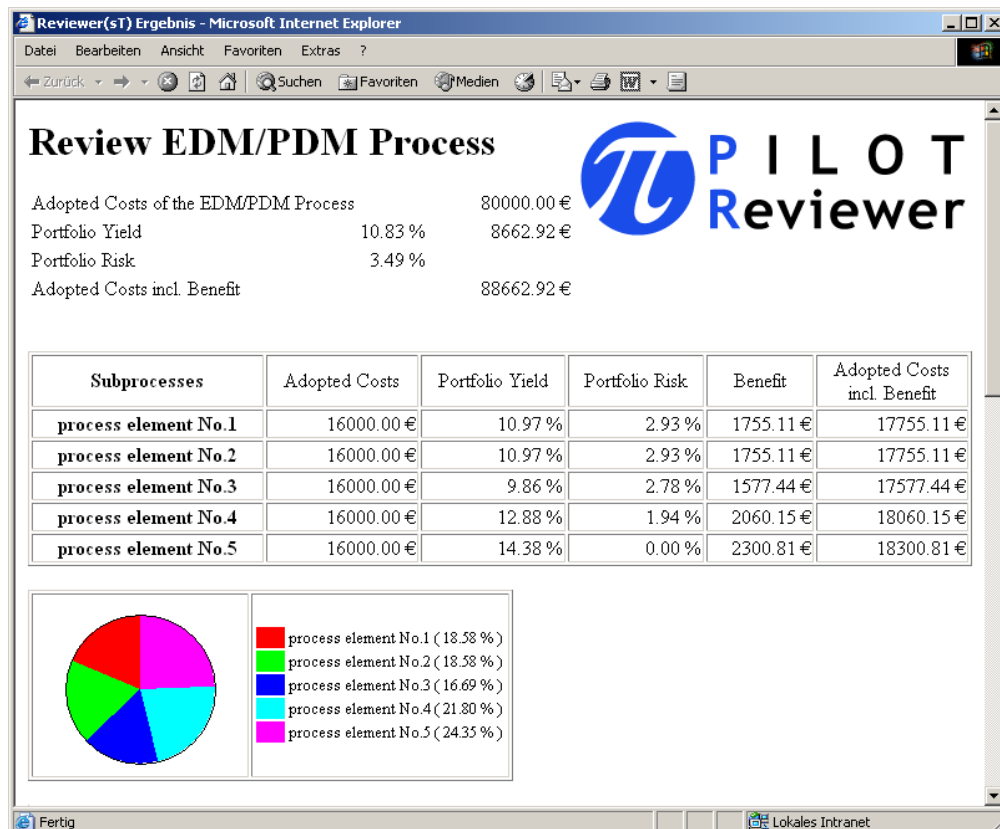 Reviewer(sT) Ergebnis - Microsoft Internet Explorer
Datei Bearbeiten Ansicht Favoriten Extras ?
Zurück Suchen Favoriten Medien
Review EDM/PDM Process
π PILOT
Reviewer
Adopted Costs of the EDM/PDM Process 80000.00 €
Portfolio Yield 10.83 % 8662.92 €
Portfolio Risk 3.49 %
Adopted Costs incl. Benefit 88662.92 €
Subprocesses Adopted Costs Portfolio Yield Portfolio Risk Benefit Adopted Costs incl. Benefit
process element No.1 16000.00 € 10.97 % 2.93 % 1755.11 € 17755.11 €
process element No.2 16000.00 € 10.97 % 2.93 % 1755.11 € 17755.11 €
process element No.3 16000.00 € 9.86 % 2.78 % 1577.44 € 17577.44 €
process element No.4 16000.00 € 12.88 % 1.94 % 2060.15 € 18060.15 €
process element No.5 16000.00 € 14.38 % 0.00 % 2300.81 € 18300.81 €
process element No.1 ( 18.58 % )
process element No.2 ( 18.58 % )
process element No.3 ( 16.69 % )
process element No.4 ( 21.80 % )
process element No.5 ( 24.35 % )
Fertig Lokales Intranet